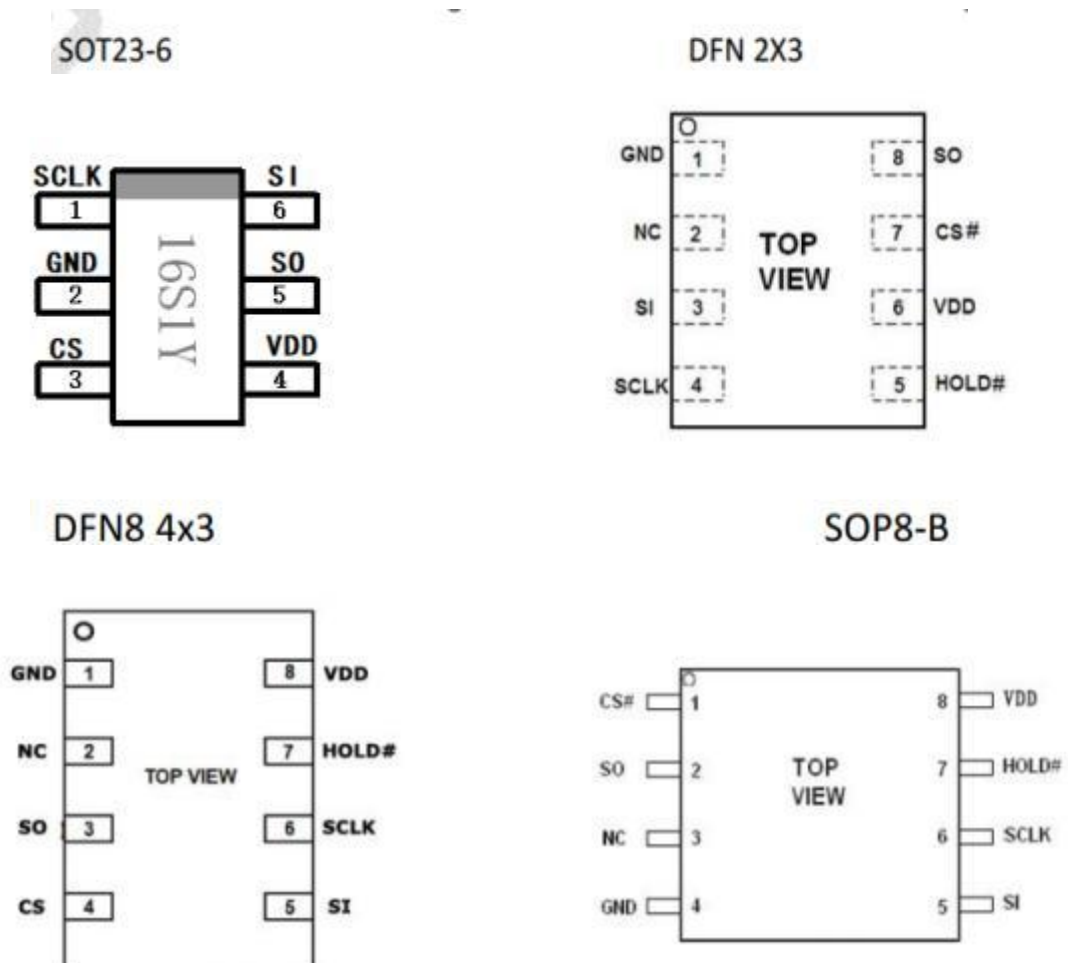 SOT23-6
DFN 2X3
SCLK SI
1 6
GND SO
2 5
CS VDD
3 4
16S1Y
GND 1 8 SO
NC 2 7 CS#
TOP
VIEW
SI 3 6 VDD
SCLK 4 5 HOLD#
DFN8 4x3
SOP8-B
GND 1 8 VDD
NC 2 7 HOLD#
TOP VIEW
SO 3 6 SCLK
CS 4 5 SI
CS# 1 8 VDD
SO 2 7 HOLD#
TOP
VIEW
NC 3 6 SCLK
GND 4 5 SI